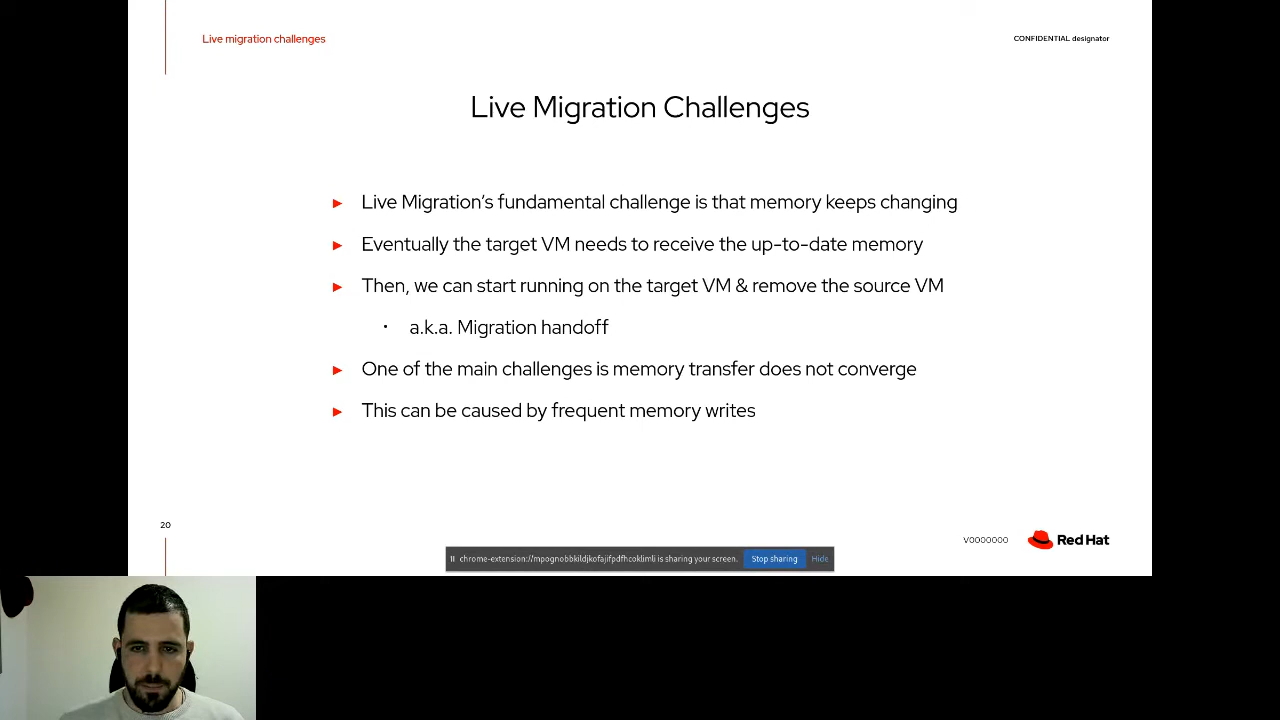 Live migration challenges
CONFIDENTIAL designator
Live Migration Challenges
Live Migration's fundamental challenge is that memory keeps changing
Eventually the target VM needs to receive the up-to-date memory
Then, we can start running on the target VM & remove the source VM
a.k.a. Migration handoff
One of the main challenges is memory transfer does not converge
This can be caused by frequent memory writes
20
V0000000
Red Hat
chrome-extension://mpognobbkildjkofajifpdfhcoklimli is sharing your screen.
Stop sharing
Hide